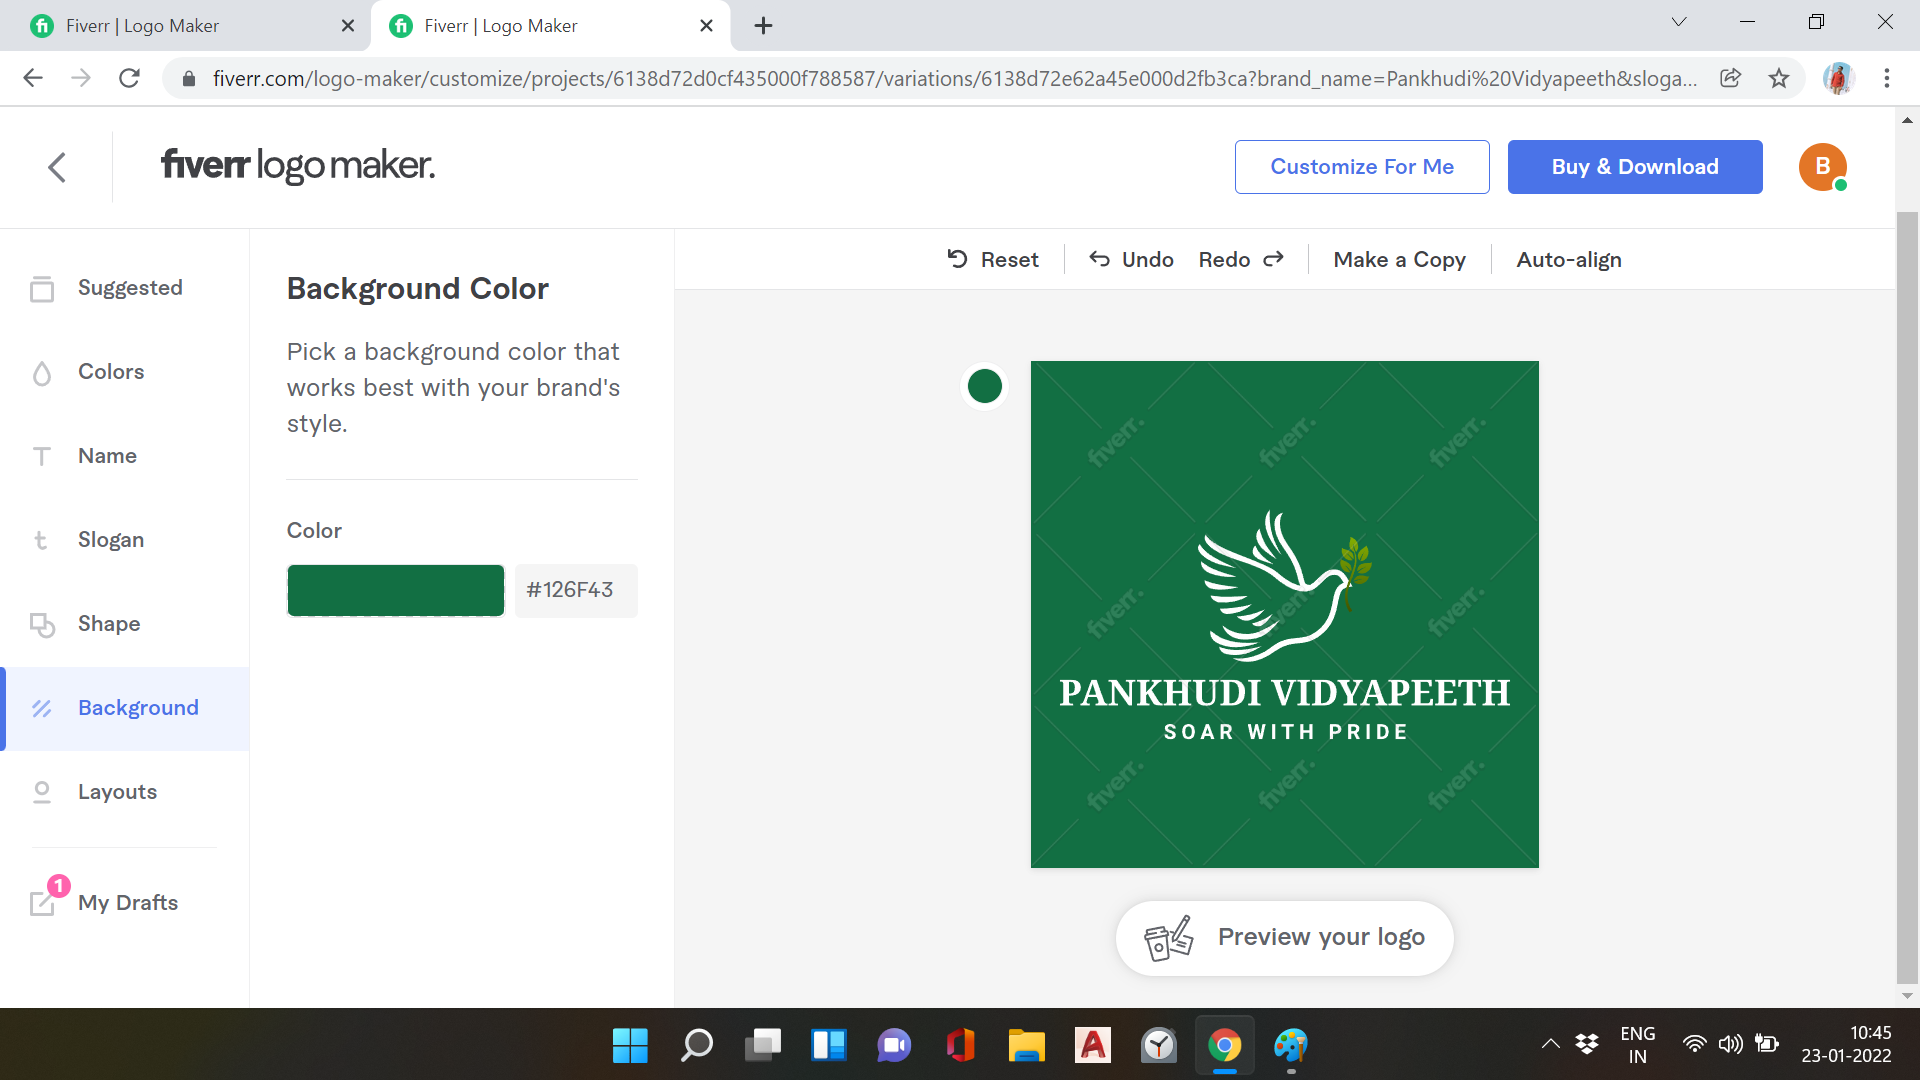 Fiverr | Logo Maker
Fiverr | Logo Maker
fiverr.com/logo-maker/customize/projects/6138d72d0cf435000f788587/variations/6138d72e62a45e000d2fb3ca?brand_name=Pankhudi%20Vidyapeeth&sloga...
fiverr logo maker.
Customize For Me
Buy & Download
B
Reset
Undo
Redo
Make a Copy
Auto-align
Suggested
Colors
Name
Slogan
Shape
Background
Layouts
1
My Drafts
Background Color
Pick a background color that
works best with your brand's
style.
Color
#126F43
fiverr.
fiverr.
fiverr.
fiverr.
fiverr.
fiverr.
PANKHUDI VIDYAPEETH
SOAR WITH PRIDE
fiverr.
fiverr.
fiverr.
Preview your logo
ENG
IN
10:45
23-01-2022